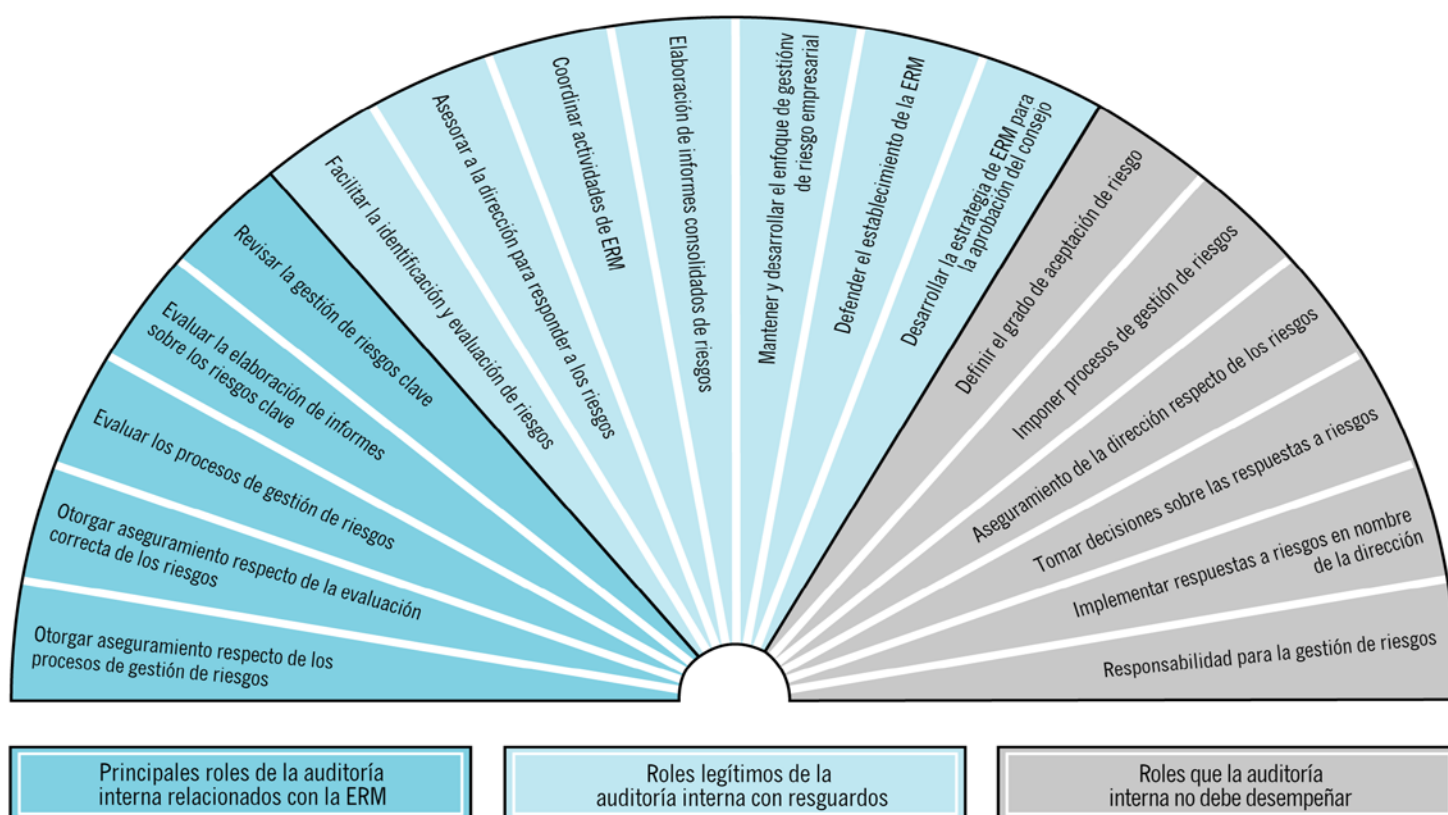 Otorgar aseguramiento respecto de los
procesos de gestión de riesgos
Otorgar aseguramiento respecto de la evaluación
correcta de los riesgos
Evaluar los procesos de gestión de riesgos
Evaluar la elaboración de informes
sobre los riesgos clave
Revisar la gestión de riesgos clave
Facilitar la identificación y evaluación de riesgos
Asesorar a la dirección para responder a los riesgos
Coordinar actividades de ERM
Elaboración de informes consolidados de riesgos
Mantener y desarrollar el enfoque de gestiónv
de riesgo empresarial
Defender el establecimiento de la ERM
Desarrollar la estrategia de ERM para
la aprobación del consejo
Definir el grado de aceptación de riesgo
Imponer procesos de gestión de riesgos
Aseguramiento de la dirección respecto de los riesgos
Tomar decisiones sobre las respuestas a riesgos
Implementar respuestas a riesgos en nombre
de la dirección
Responsabilidad para la gestión de riesgos
Principales roles de la auditoría
interna relacionados con la ERM
Roles legítimos de la
auditoría interna con resguardos
Roles que la auditoría
interna no debe desempeñar